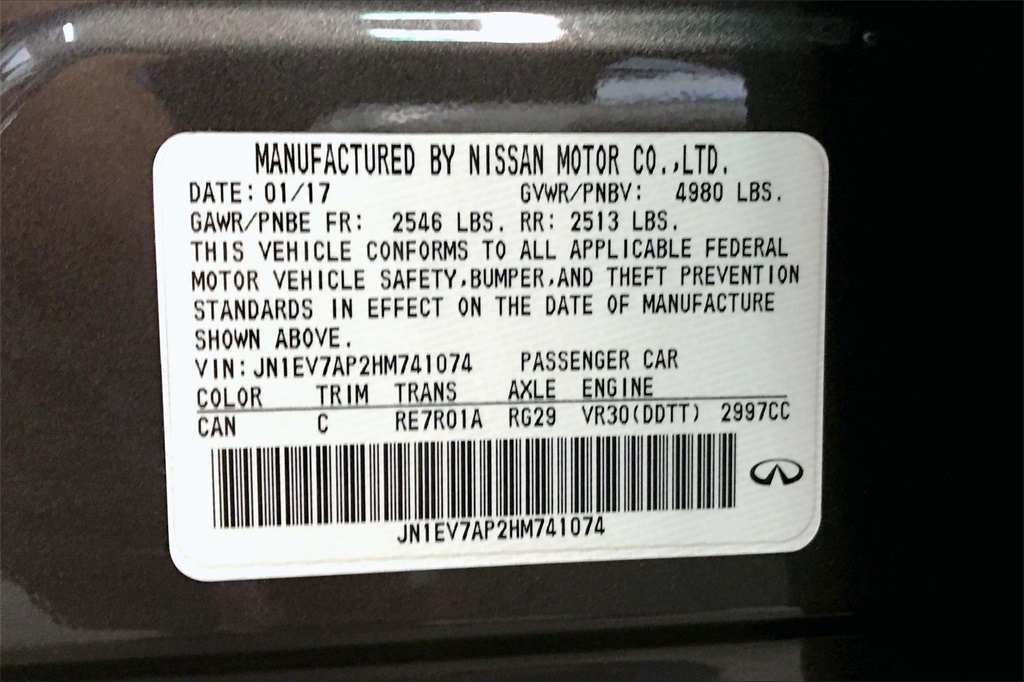 MANUFACTURED BY NISSAN MOTOR CO.,LTD.
DATE: 01/17 GVWR/PNBV: 4980 LBS.
GAWR/PNBE FR: 2546 LBS. RR: 2513 LBS.
THIS VEHICLE CONFORMS TO ALL APPLICABLE FEDERAL
MOTOR VEHICLE SAFETY,BUMPER,AND THEFT PREVENTION
STANDARDS IN EFFECT ON THE DATE OF MANUFACTURE
SHOWN ABOVE.
VIN: JN1EV7AP2HM741074 PASSENGER CAR
COLOR TRIM TRANS AXLE ENGINE
CAN C RE7R01A RG29 VR30(DDTT) 2997CC
JN1EV7AP2HM741074